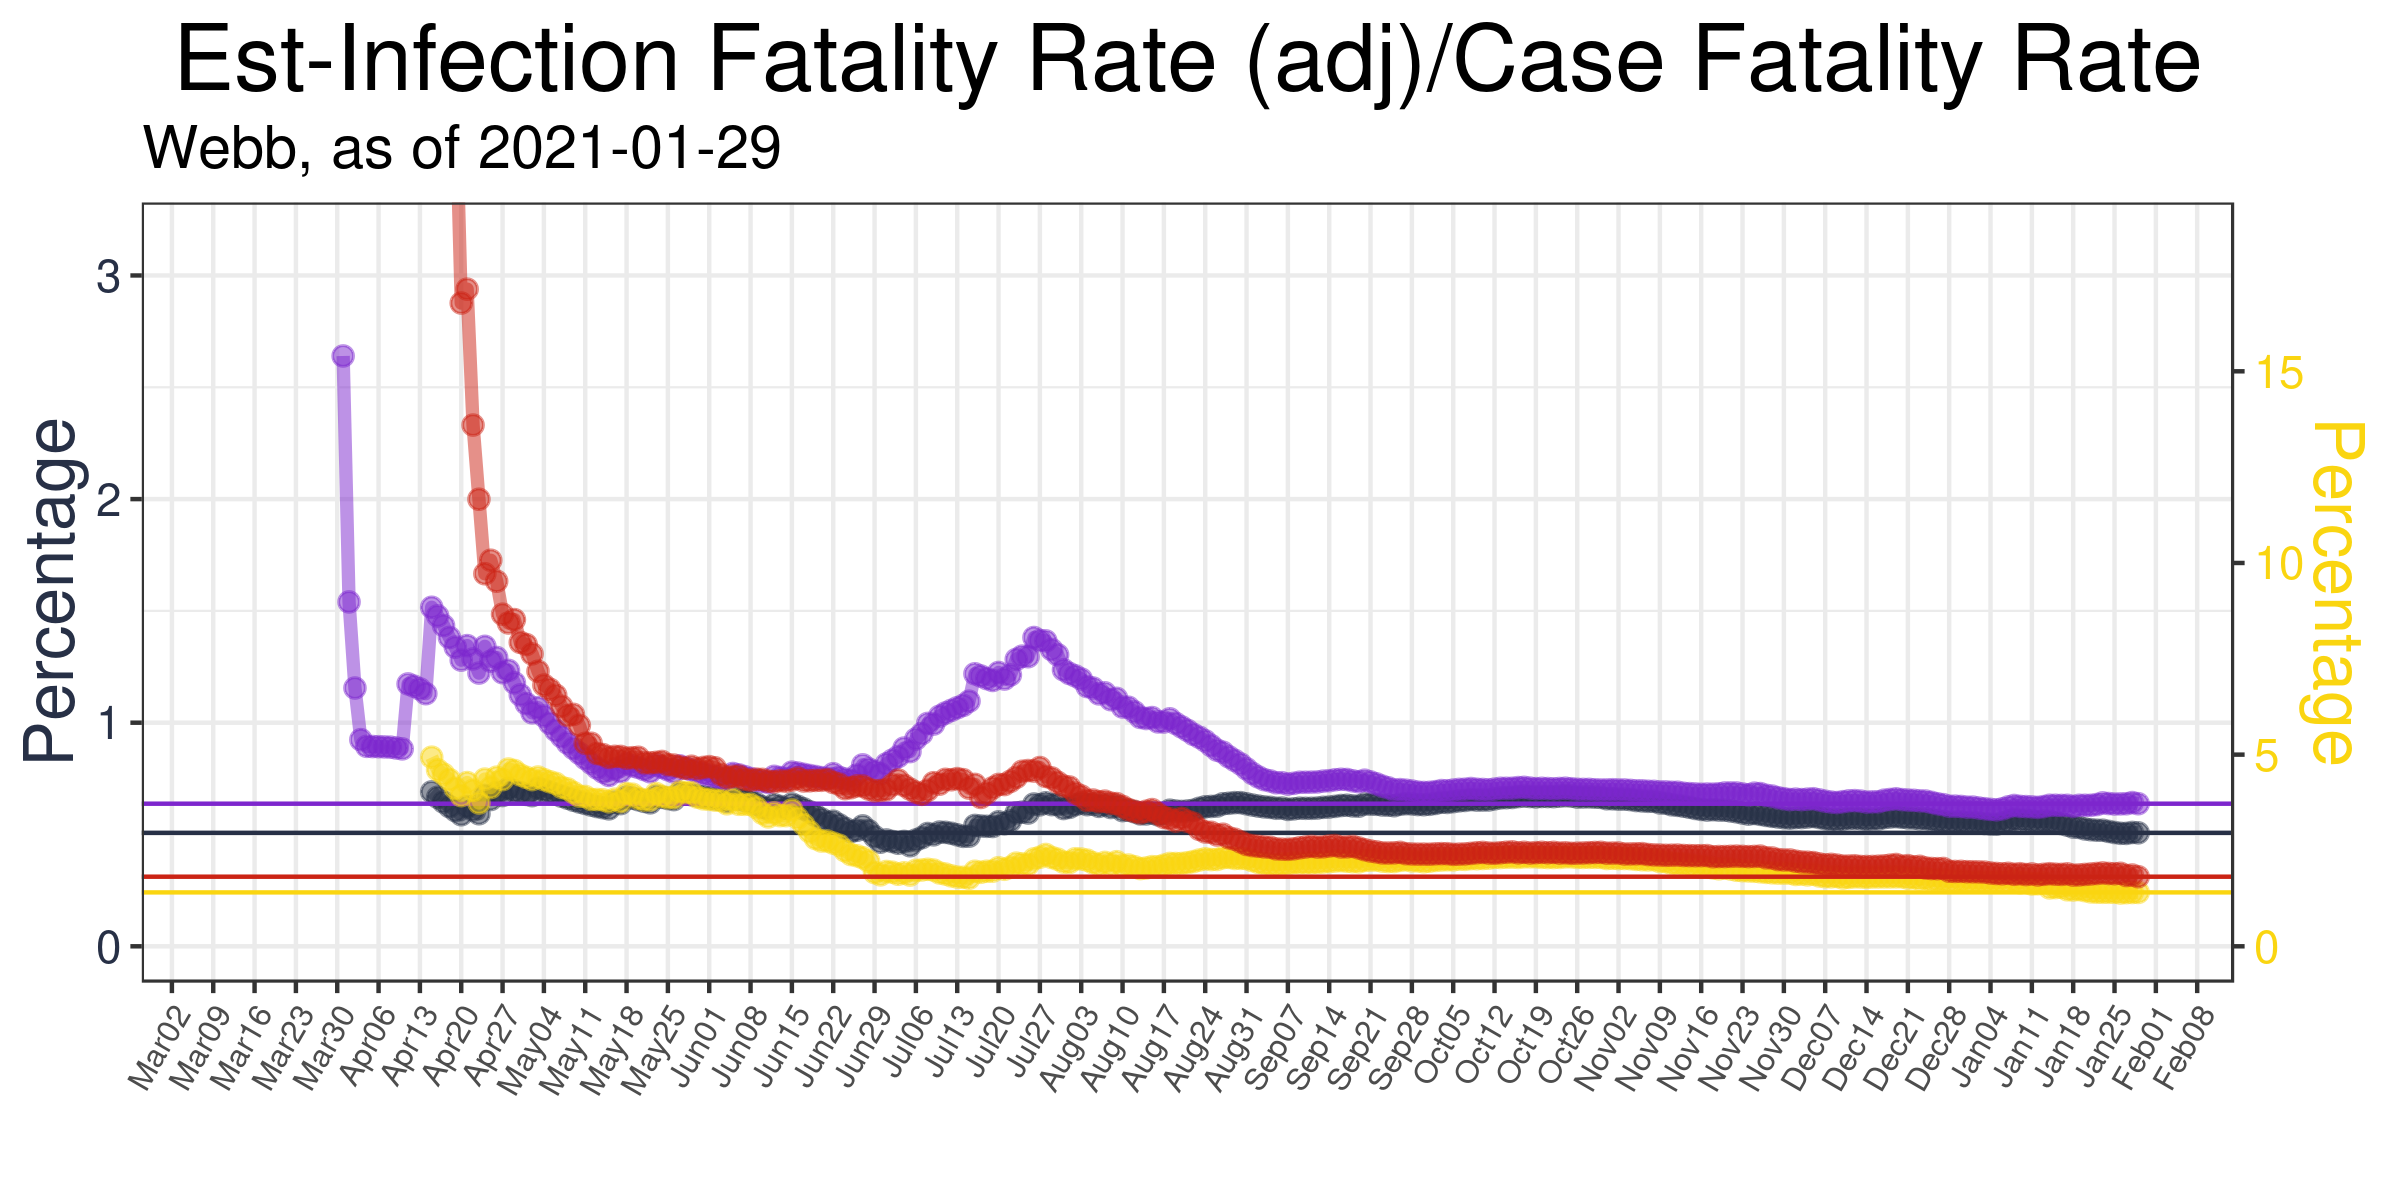 Est-Infection Fatality Rate (adj)/Case Fatality Rate
Webb, as of 2021-01-29
Percentage
3
2
1
0
15
10
5
0
Percentage
Mar02
Mar09
Mar16
Mar23
Mar30
Apr06
Apr13
Apr20
Apr27
May04
May11
May18
May25
Jun01
Jun08
Jun15
Jun22
Jun29
Jul06
Jul13
Jul20
Jul27
Aug03
Aug10
Aug17
Aug24
Aug31
Sep07
Sep14
Sep21
Sep28
Oct05
Oct12
Oct19
Oct26
Nov02
Nov09
Nov16
Nov23
Nov30
Dec07
Dec14
Dec21
Dec28
Jan04
Jan11
Jan18
Jan25
Feb01
Feb08